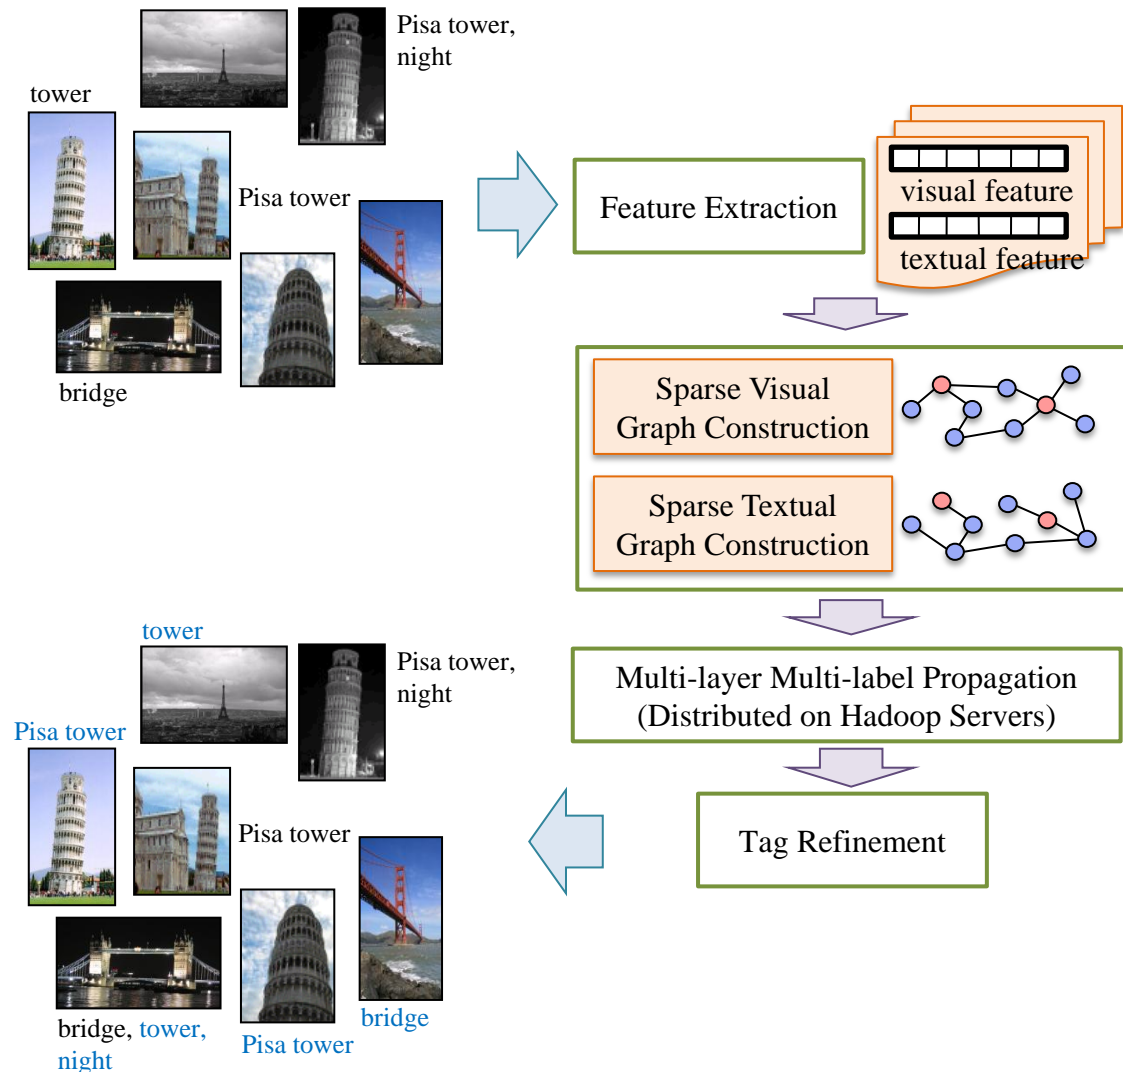 Pisa tower,
night
tower
Pisa tower
bridge
Feature Extraction
visual feature
textual feature
Sparse Visual
Graph Construction
Sparse Textual
Graph Construction
Multi-layer Multi-label Propagation
(Distributed on Hadoop Servers)
Tag Refinement
tower
Pisa tower,
night
Pisa tower
Pisa tower
bridge, tower,
night
Pisa tower
bridge